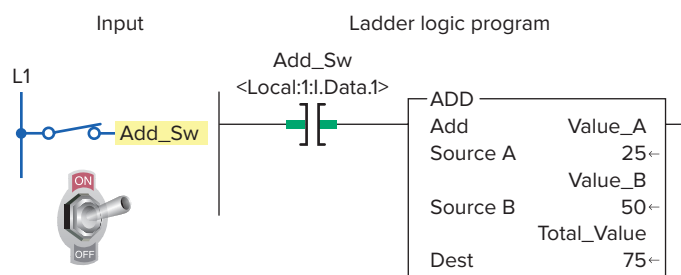 Input
Ladder logic program
L1
Add_Sw
ON
OFF
Add_Sw
<Local:1:I.Data.1>
ADD
Add Value_A
Source A 25←
Value_B
Source B 50←
Total_Value
Dest 75←